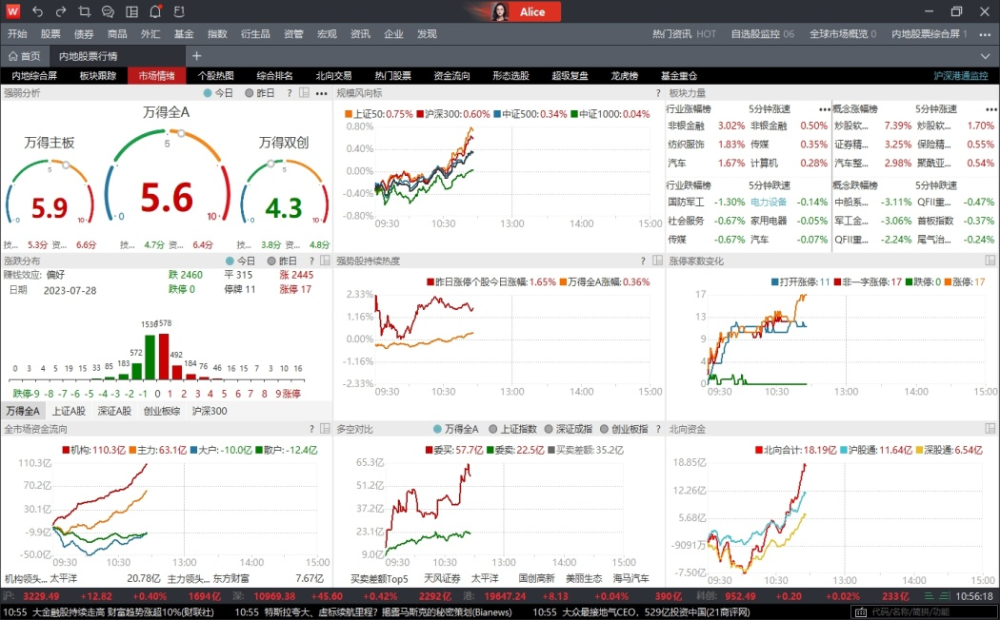 W F1 Alice
开始 股票 债券 商品 外汇 基金 指数 衍生品 资管 宏观 资讯 企业 发现 热门资讯 HOT 自选股监控 06 全球市场概览 0 内地股票综合屏 1
首页 内地股票行情 +
内地综合屏 板块跟踪 市场情绪 个股热图 综合排名 北向交易 热门股票 资金流向 形态选股 超级复盘 龙虎榜 基金重仓 沪深港通监控
强弱分析 今日 昨日 ?
万得全A
万得主板 万得双创
5 5 5
5.9 5.6 4.3
0 10 0 10 0 10
技... 5.3分 资... 6.6分 技... 4.7分 资... 6.4分 技... 3.8分 资... 4.8分
规模风向标 ?
上证50:0.75% 沪深300:0.60% 中证500:0.34% 中证1000:0.04%
0.80%
0.40%
0.00%
-0.40%
-0.80%
09:30 10:30 13:00 14:00 15:00
板块力量
行业涨幅榜 5分钟涨速 概念涨幅榜 5分钟涨速
非银金融 3.02% 非银金融 0.50% 炒股软... 7.39% 炒股软... 1.70%
纺织服饰 1.83% 传媒 0.35% 证券精... 3.25% 保险精... 0.55%
汽车 1.67% 计算机 0.28% 汽车整... 2.98% 聚酰亚... 0.54%
行业跌幅榜 5分钟跌速 概念跌幅榜 5分钟跌速
国防军工 -1.30% 电力设备 -0.14% 中船系... -3.11% QFII重... -0.47%
社会服务 -0.67% 家用电器 -0.05% 军工金... -3.06% 首板指数 -0.37%
传媒 -0.67% 汽车 -0.07% QFII重... -2.24% 尾气治... -0.24%
涨跌分布 今日 昨日 ?
赚钱效应: 偏好 跌 2460 平 315 涨 2445
日期 2023-07-28 跌停 0 停牌 11 涨停 17
0 3 4 5 19 15 33 85 183 572 1536 1578 492 184 76 46 16 15 7 3 10 16
跌停 -9 -8 -7 -6 -5 -4 -3 -2 -1 0 1 2 3 4 5 6 7 8 9 涨停
万得全A 上证A股 深证A股 创业板综 沪深300
强势股持续热度 ?
昨日涨停个股今日涨幅:1.65% 万得全A涨幅:0.36%
2.33%
1.16%
0.00%
-1.16%
-2.33%
09:30 10:30 13:00 14:00 15:00
涨停家数变化
打开涨停:11 非一字涨停:17 跌停:0 涨停:17
17
13
9
4
0
09:30 10:30 13:00 14:00 15:00
全市场资金流向 ?
机构:110.3亿 主力:63.1亿 大户:-10.0亿 散户:-12.4亿
110.3亿
70.2亿
30.1亿
-9.9亿
-50.0亿
09:30 10:30 13:00 14:00 15:00
机构领头... 太平洋 20.78亿 主力领头... 东方财富 7.67亿
多空对比 万得全A 上证指数 深证成指 创业板指 ?
委买:57.7亿 委卖:22.5亿 买卖差额:35.2亿
65.3亿
51.2亿
37.2亿
23.1亿
9.0亿
09:30 10:30 13:00 14:00 15:00
买卖差额Top5 天风证券 太平洋 国创高新 美丽生态 海马汽车
北向资金
北向合计:18.19亿 沪股通:11.64亿 深股通:6.54亿
18.85亿
12.26亿
5.68亿
-9091万
-7.50亿
09:30 10:30 13:00 14:00 15:00
沪: 3229.49 +12.82 +0.40% 1694亿 深: 10969.38 +45.60 +0.42% 2292亿 港: 19647.24 +8.13 +0.04% 390亿 科创: 952.49 +0.20 +0.02% 233亿 10:56:18
10:55 大金融股持续走高 财富趋势涨超10%(财联社) 10:55 特斯拉夸大、虚标续航里程？揭露马斯克的秘密策划(Bianews) 10:55 大众最接地气CEO，529亿投资中国(21商评网) 代码/名称/简拼/功能